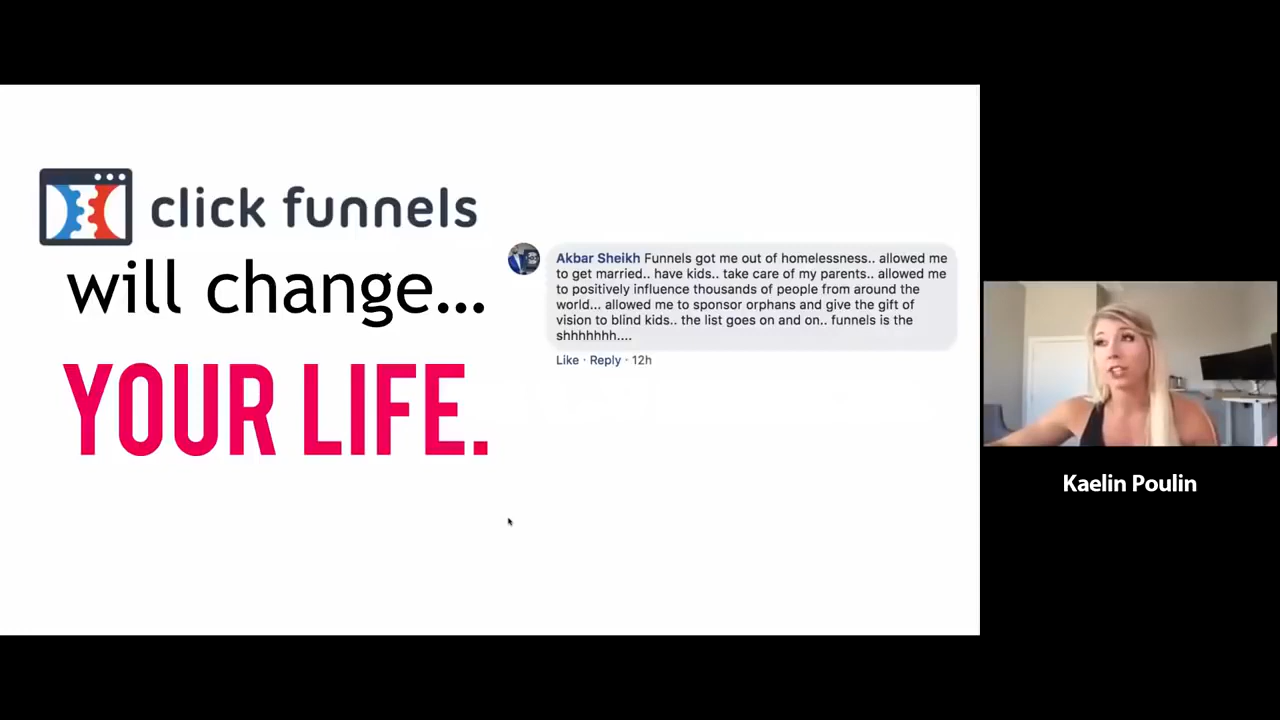 click funnels
will change...
YOUR LIFE.
Akbar Sheikh Funnels got me out of homelessness.. allowed me
to get married.. have kids.. take care of my parents.. allowed me
to positively influence thousands of people from around the
world... allowed me to sponsor orphans and give the gift of
vision to blind kids.. the list goes on and on.. funnels is the
shhhhhhh....
Like · Reply · 12h
Kaelin Poulin